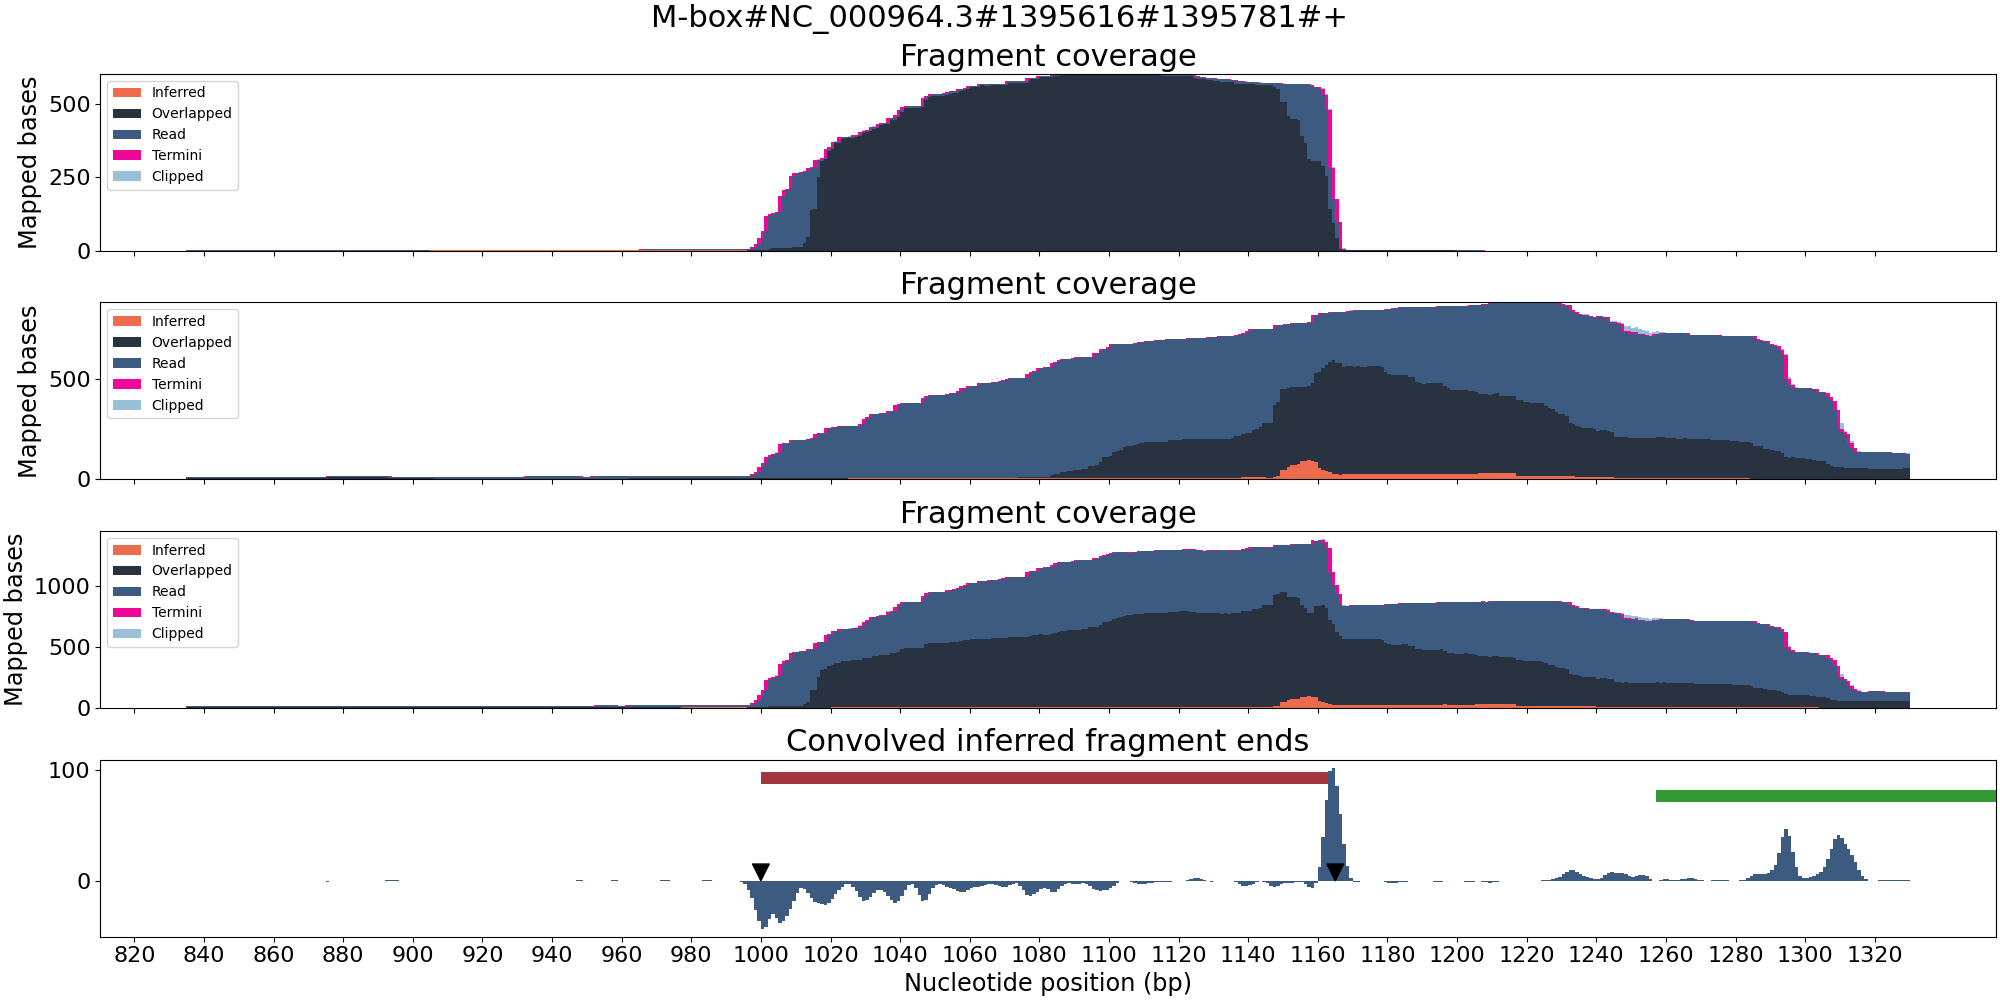 M-box#NC_000964.3#1395616#1395781#+
Fragment coverage
Mapped bases
500
250
0
Inferred
Overlapped
Read
Termini
Clipped
Fragment coverage
Mapped bases
500
0
Inferred
Overlapped
Read
Termini
Clipped
Fragment coverage
Mapped bases
1000
500
0
Inferred
Overlapped
Read
Termini
Clipped
Convolved inferred fragment ends
100
0
820 840 860 880 900 920 940 960 980 1000 1020 1040 1060 1080 1100 1120 1140 1160 1180 1200 1220 1240 1260 1280 1300 1320
Nucleotide position (bp)